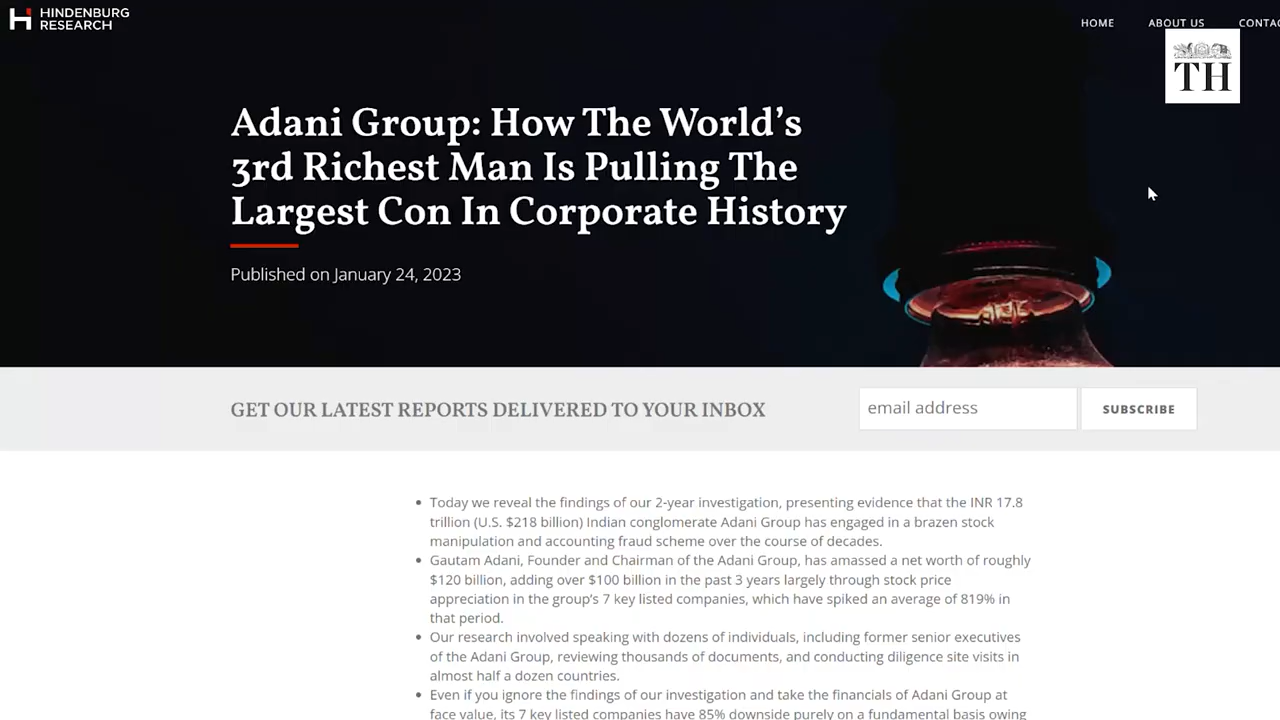 HINDENBURG
RESEARCH
HOME ABOUT US CONTAC
TH
Adani Group: How The World’s
3rd Richest Man Is Pulling The
Largest Con In Corporate History
Published on January 24, 2023
GET OUR LATEST REPORTS DELIVERED TO YOUR INBOX
email address
SUBSCRIBE
• Today we reveal the findings of our 2-year investigation, presenting evidence that the INR 17.8
trillion (U.S. $218 billion) Indian conglomerate Adani Group has engaged in a brazen stock
manipulation and accounting fraud scheme over the course of decades.
• Gautam Adani, Founder and Chairman of the Adani Group, has amassed a net worth of roughly
$120 billion, adding over $100 billion in the past 3 years largely through stock price
appreciation in the group’s 7 key listed companies, which have spiked an average of 819% in
that period.
• Our research involved speaking with dozens of individuals, including former senior executives
of the Adani Group, reviewing thousands of documents, and conducting diligence site visits in
almost half a dozen countries.
• Even if you ignore the findings of our investigation and take the financials of Adani Group at
face value, its 7 key listed companies have 85% downside purely on a fundamental basis owing